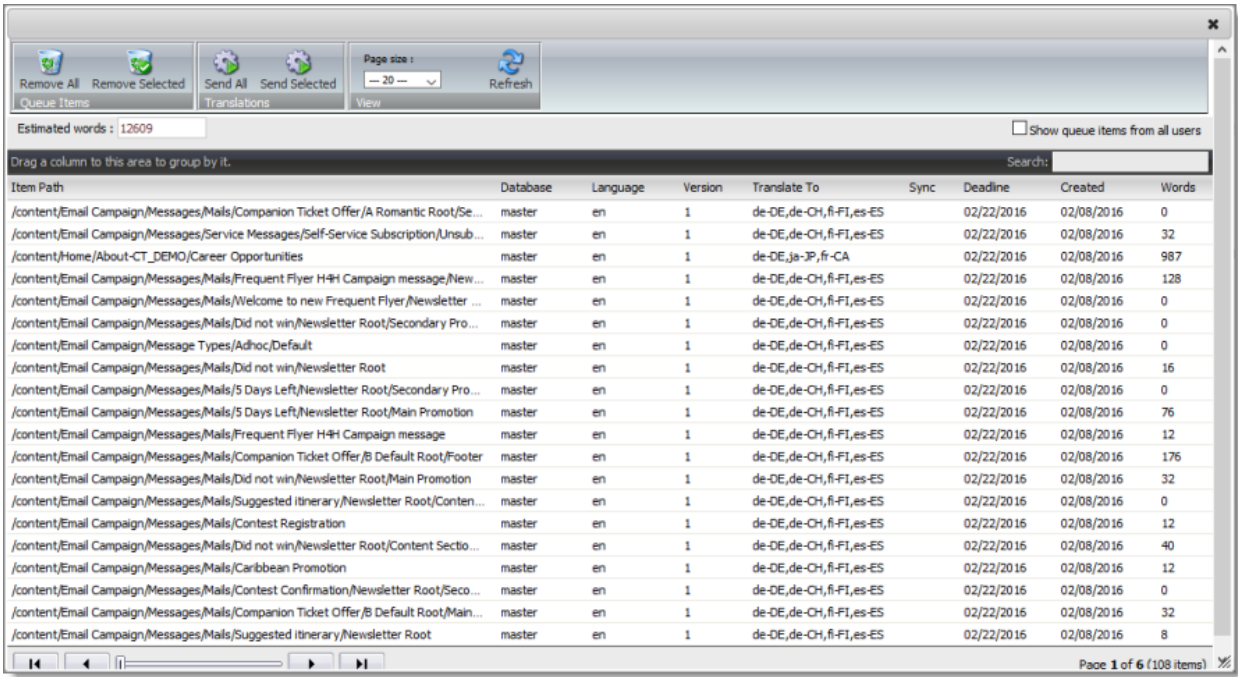 Page size :
Remove All Remove Selected Send All Send Selected --- 20 --- Refresh
Queue Items Translations View
Estimated words : 12609 Show queue items from all users
Drag a column to this area to group by it. Search:
Item Path Database Language Version Translate To Sync Deadline Created Words
/content/Email Campaign/Messages/Mails/Companion Ticket Offer/A Romantic Root/Se... master en 1 de-DE,de-CH,fi-FI,es-ES 02/22/2016 02/08/2016 0
/content/Email Campaign/Messages/Service Messages/Self-Service Subscription/Unsub... master en 1 de-DE,de-CH,fi-FI,es-ES 02/22/2016 02/08/2016 32
/content/Home/About-CT_DEMO/Career Opportunities master en 1 de-DE,ja-JP,fr-CA 02/22/2016 02/08/2016 987
/content/Email Campaign/Messages/Mails/Frequent Flyer H4H Campaign message/New... master en 1 de-DE,de-CH,fi-FI,es-ES 02/22/2016 02/08/2016 128
/content/Email Campaign/Messages/Mails/Welcome to new Frequent Flyer/Newsletter ... master en 1 de-DE,de-CH,fi-FI,es-ES 02/22/2016 02/08/2016 0
/content/Email Campaign/Messages/Mails/Did not win/Newsletter Root/Secondary Pro... master en 1 de-DE,de-CH,fi-FI,es-ES 02/22/2016 02/08/2016 0
/content/Email Campaign/Message Types/Adhoc/Default master en 1 de-DE,de-CH,fi-FI,es-ES 02/22/2016 02/08/2016 0
/content/Email Campaign/Messages/Mails/Did not win/Newsletter Root master en 1 de-DE,de-CH,fi-FI,es-ES 02/22/2016 02/08/2016 16
/content/Email Campaign/Messages/Mails/5 Days Left/Newsletter Root/Secondary Pro... master en 1 de-DE,de-CH,fi-FI,es-ES 02/22/2016 02/08/2016 0
/content/Email Campaign/Messages/Mails/5 Days Left/Newsletter Root/Main Promotion master en 1 de-DE,de-CH,fi-FI,es-ES 02/22/2016 02/08/2016 76
/content/Email Campaign/Messages/Mails/Frequent Flyer H4H Campaign message master en 1 de-DE,de-CH,fi-FI,es-ES 02/22/2016 02/08/2016 12
/content/Email Campaign/Messages/Mails/Companion Ticket Offer/B Default Root/Footer master en 1 de-DE,de-CH,fi-FI,es-ES 02/22/2016 02/08/2016 176
/content/Email Campaign/Messages/Mails/Did not win/Newsletter Root/Main Promotion master en 1 de-DE,de-CH,fi-FI,es-ES 02/22/2016 02/08/2016 32
/content/Email Campaign/Messages/Mails/Suggested itinerary/Newsletter Root/Conten... master en 1 de-DE,de-CH,fi-FI,es-ES 02/22/2016 02/08/2016 0
/content/Email Campaign/Messages/Mails/Contest Registration master en 1 de-DE,de-CH,fi-FI,es-ES 02/22/2016 02/08/2016 12
/content/Email Campaign/Messages/Mails/Did not win/Newsletter Root/Content Sectio... master en 1 de-DE,de-CH,fi-FI,es-ES 02/22/2016 02/08/2016 40
/content/Email Campaign/Messages/Mails/Caribbean Promotion master en 1 de-DE,de-CH,fi-FI,es-ES 02/22/2016 02/08/2016 12
/content/Email Campaign/Messages/Mails/Contest Confirmation/Newsletter Root/Seco... master en 1 de-DE,de-CH,fi-FI,es-ES 02/22/2016 02/08/2016 0
/content/Email Campaign/Messages/Mails/Companion Ticket Offer/B Default Root/Main... master en 1 de-DE,de-CH,fi-FI,es-ES 02/22/2016 02/08/2016 32
/content/Email Campaign/Messages/Mails/Suggested itinerary/Newsletter Root master en 1 de-DE,de-CH,fi-FI,es-ES 02/22/2016 02/08/2016 8
Page 1 of 6 (108 items)